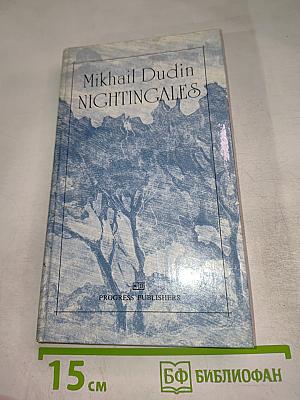 Mikhail Dudin
NIGHTINGALES
PROGRESS PUBLISHERS
15 см
БФ БИБЛИОФАН